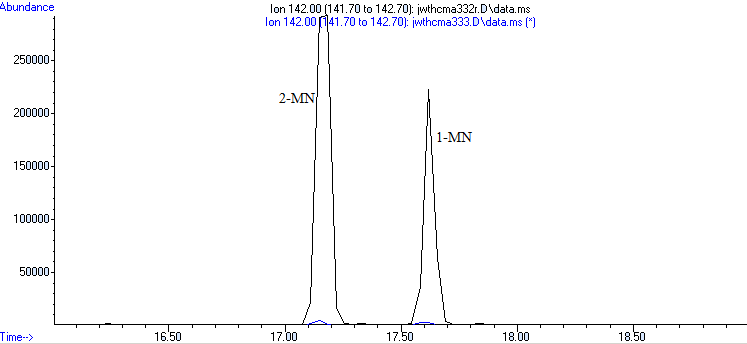 Abundance
Ion 142.00 (141.70 to 142.70): jwthcma332r.D\data.ms
Ion 142.00 (141.70 to 142.70): jwthcma333.D\data.ms (*)
250000
2-MN
200000
1-MN
150000
100000
50000
16.50 17.00 17.50 18.00 18.50
Time-->